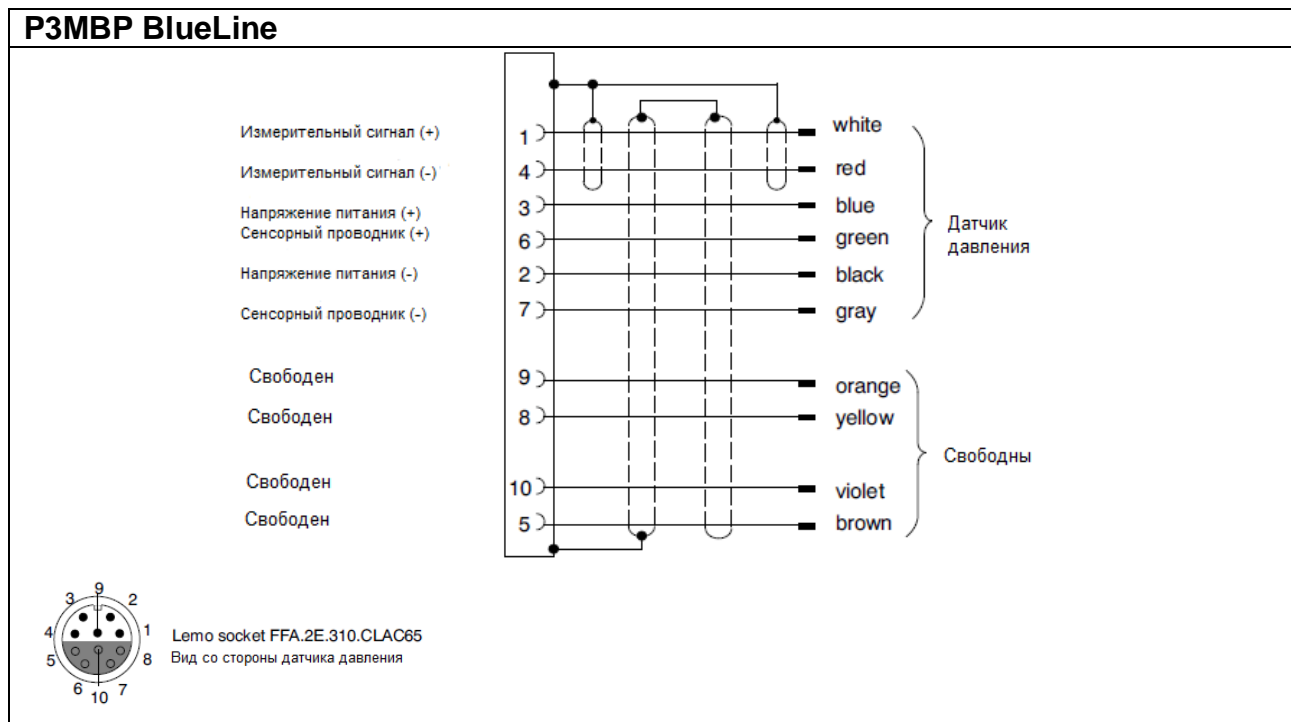 P3MBP BlueLine
Измерительный сигнал (+) 1 white
Измерительный сигнал (-) 4 red
Напряжение питания (+) 3 blue
Сенсорный проводник (+) 6 green
Напряжение питания (-) 2 black
Сенсорный проводник (-) 7 gray
Датчик
давления
Свободен 9 orange
Свободен 8 yellow
Свободен 10 violet
Свободен 5 brown
Свободны
9
3 2
4 1
5 8
6 10 7
Lemo socket FFA.2E.310.CLAC65
Вид со стороны датчика давления